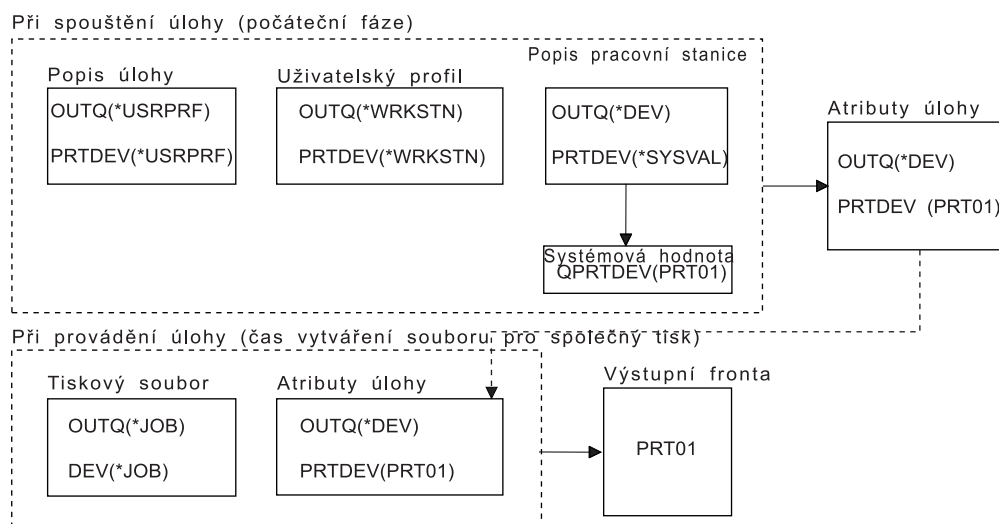 Při spouštění úlohy (počáteční fáze)
Popis úlohy
OUTQ(*USRPRF)
PRTDEV(*USRPRF)
Uživatelský profil
OUTQ(*WRKSTN)
PRTDEV(*WRKSTN)
Popis pracovní stanice
OUTQ(*DEV)
PRTDEV(*SYSVAL)
Systémová hodnota
QPRTDEV(PRT01)
Atributy úlohy
OUTQ(*DEV)
PRTDEV (PRT01)
Při provádění úlohy (čas vytváření souboru pro společný tisk)
Tiskový soubor
OUTQ(*JOB)
DEV(*JOB)
Atributy úlohy
OUTQ(*DEV)
PRTDEV(PRT01)
Výstupní fronta
PRT01